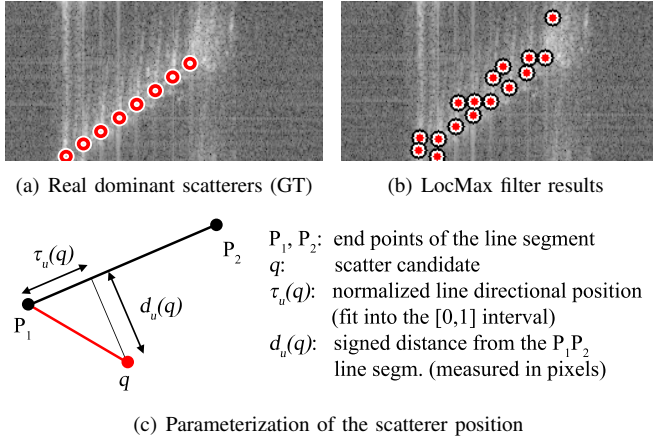 (a) Real dominant scatterers (GT)
(b) LocMax filter results
τu(q)
P1
P2
du(q)
q
P1, P2: end points of the line segment
q: scatter candidate
τu(q): normalized line directional position
(fit into the [0,1] interval)
du(q): signed distance from the P1P2
line segm. (measured in pixels)
(c) Parameterization of the scatterer position